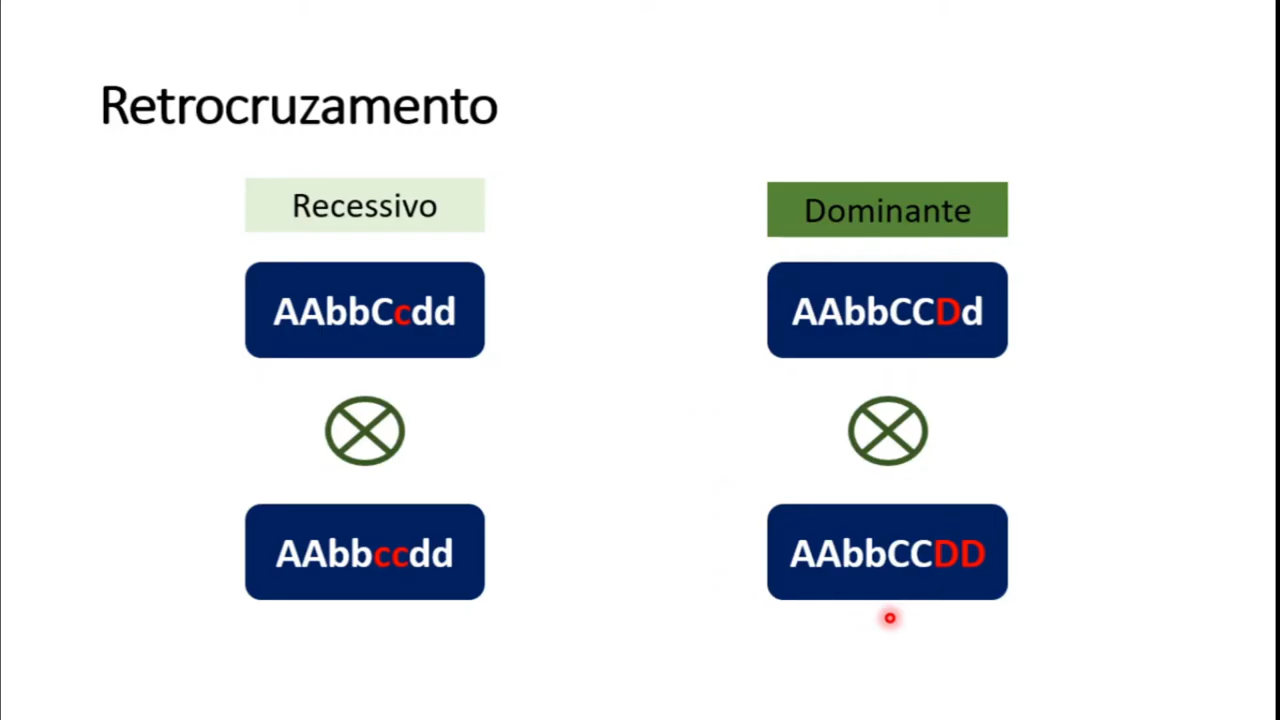 Retrocruzamento
Recessivo
AAbbCcdd
AAbbccdd
Dominante
AAbbCCDd
AAbbCCDD